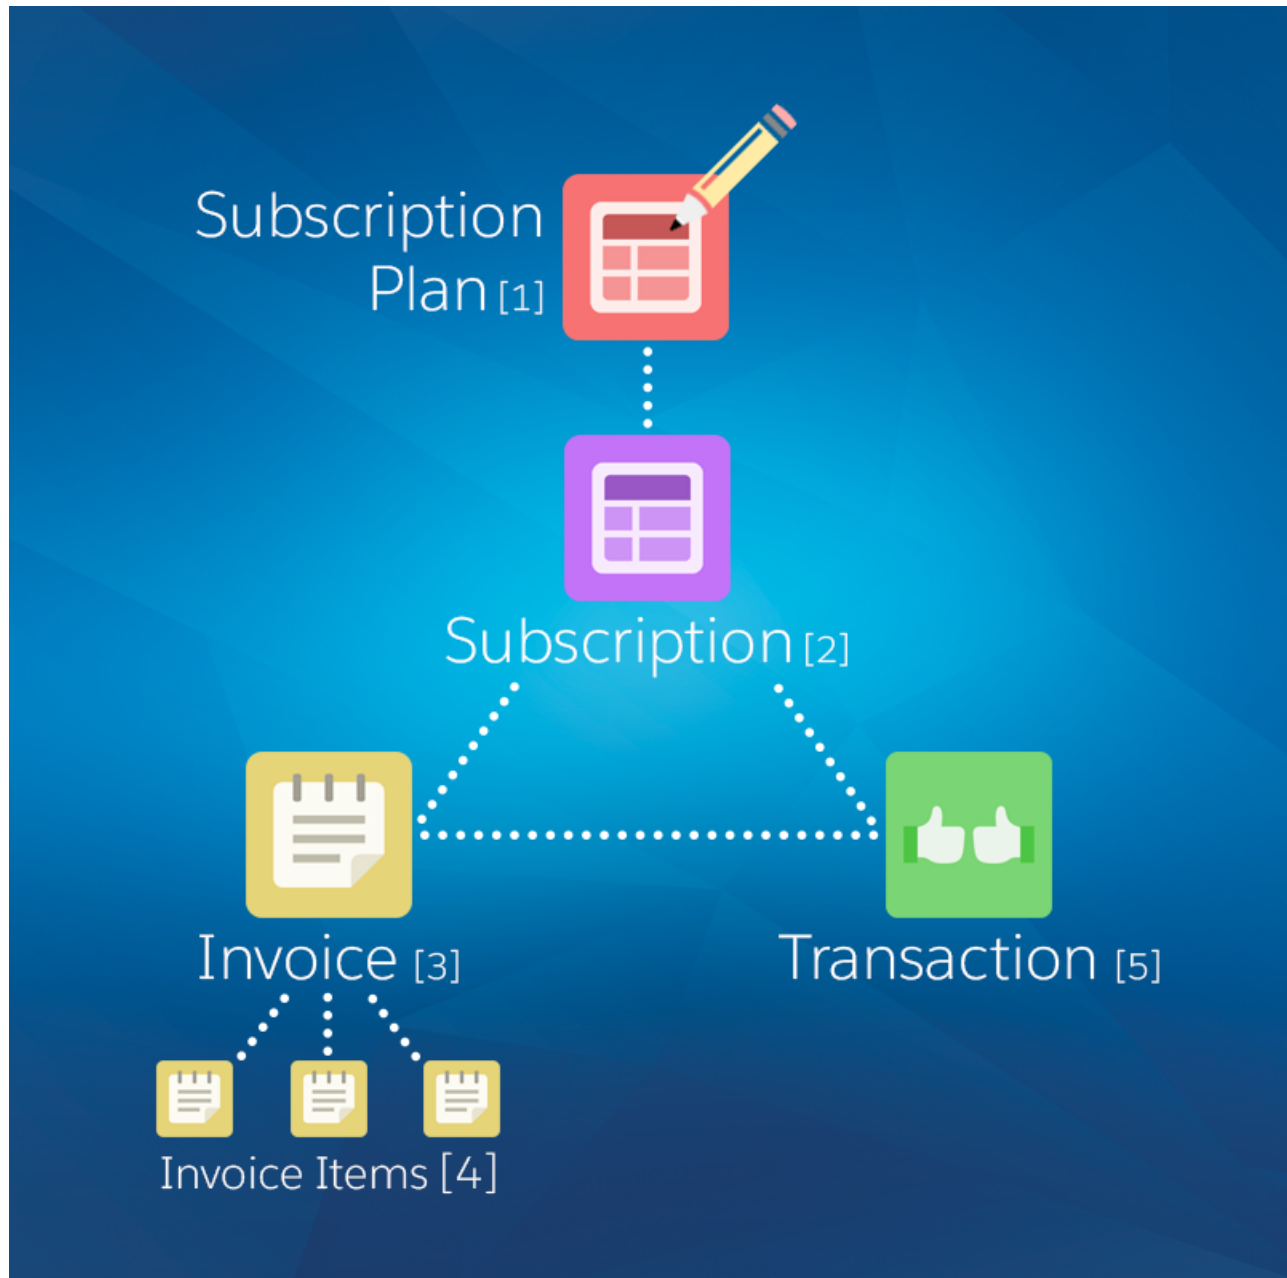 Subscription
Plan [1]
Subscription [2]
Invoice [3]
Transaction [5]
Invoice Items [4]